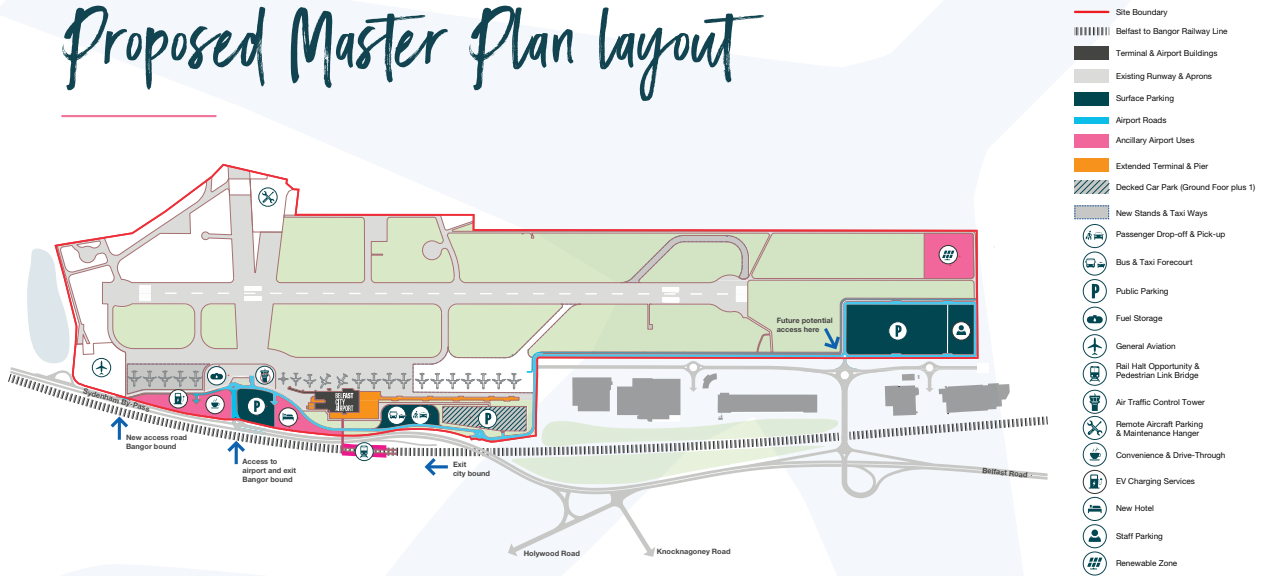 Proposed Master Plan layout
Site Boundary
Belfast to Bangor Railway Line
Terminal & Airport Buildings
Existing Runway & Aprons
Surface Parking
Airport Roads
Ancillary Airport Uses
Extended Terminal & Pier
Decked Car Park (Ground Foor plus 1)
New Stands & Taxi Ways
Passenger Drop-off & Pick-up
Bus & Taxi Forecourt
P
Public Parking
Fuel Storage
General Aviation
Rail Halt Opportunity &
Pedestrian Link Bridge
Air Traffic Control Tower
Remote Aircraft Parking
& Maintenance Hanger
Convenience & Drive-Through
EV Charging Services
New Hotel
Staff Parking
Renewable Zone
Future potential
access here
P
Sydenham By-Pass
P
BELFAST
CITY
AIRPORT
P
New access road
Bangor bound
Access to
airport and exit
Bangor bound
Exit
city bound
Belfast Road
Holywood Road
Knocknagoney Road